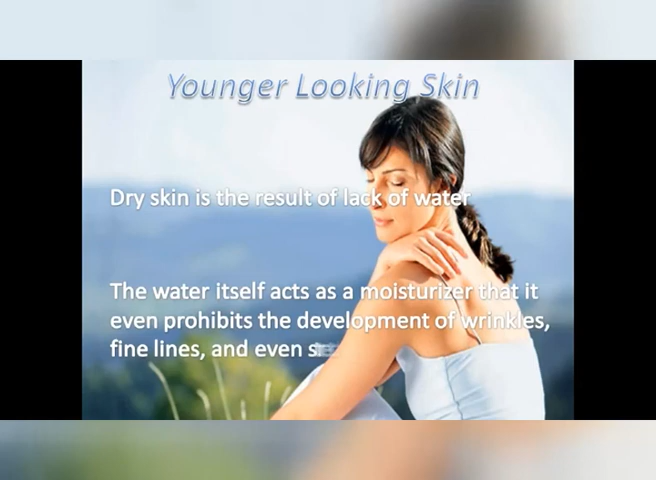 Younger Looking Skin
Dry skin is the result of lack of water
The water itself acts as a moisturizer that it
even prohibits the development of wrinkles,
fine lines, and even